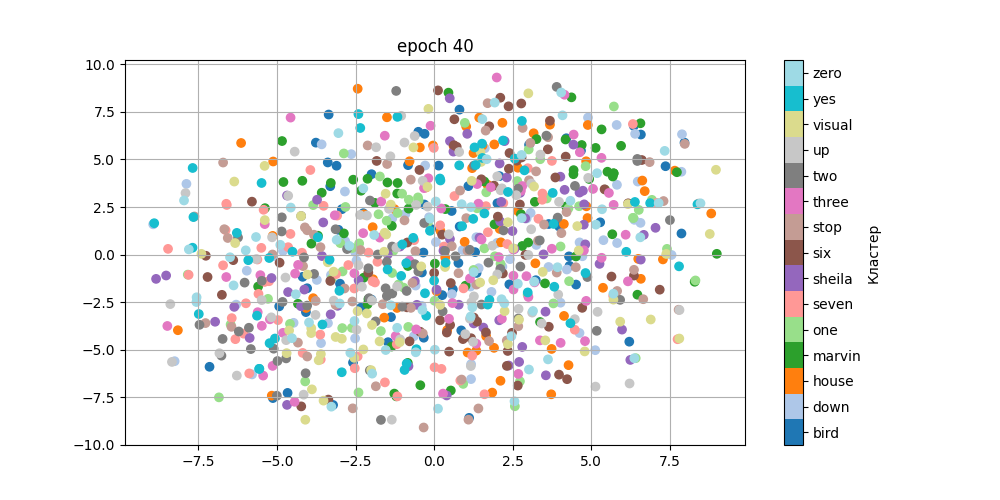 epoch 40
10.0
7.5
5.0
2.5
0.0
−2.5
−5.0
−7.5
−10.0
−7.5 −5.0 −2.5 0.0 2.5 5.0 7.5
zero
yes
visual
up
two
three
stop
six
sheila
seven
one
marvin
house
down
bird
Кластер